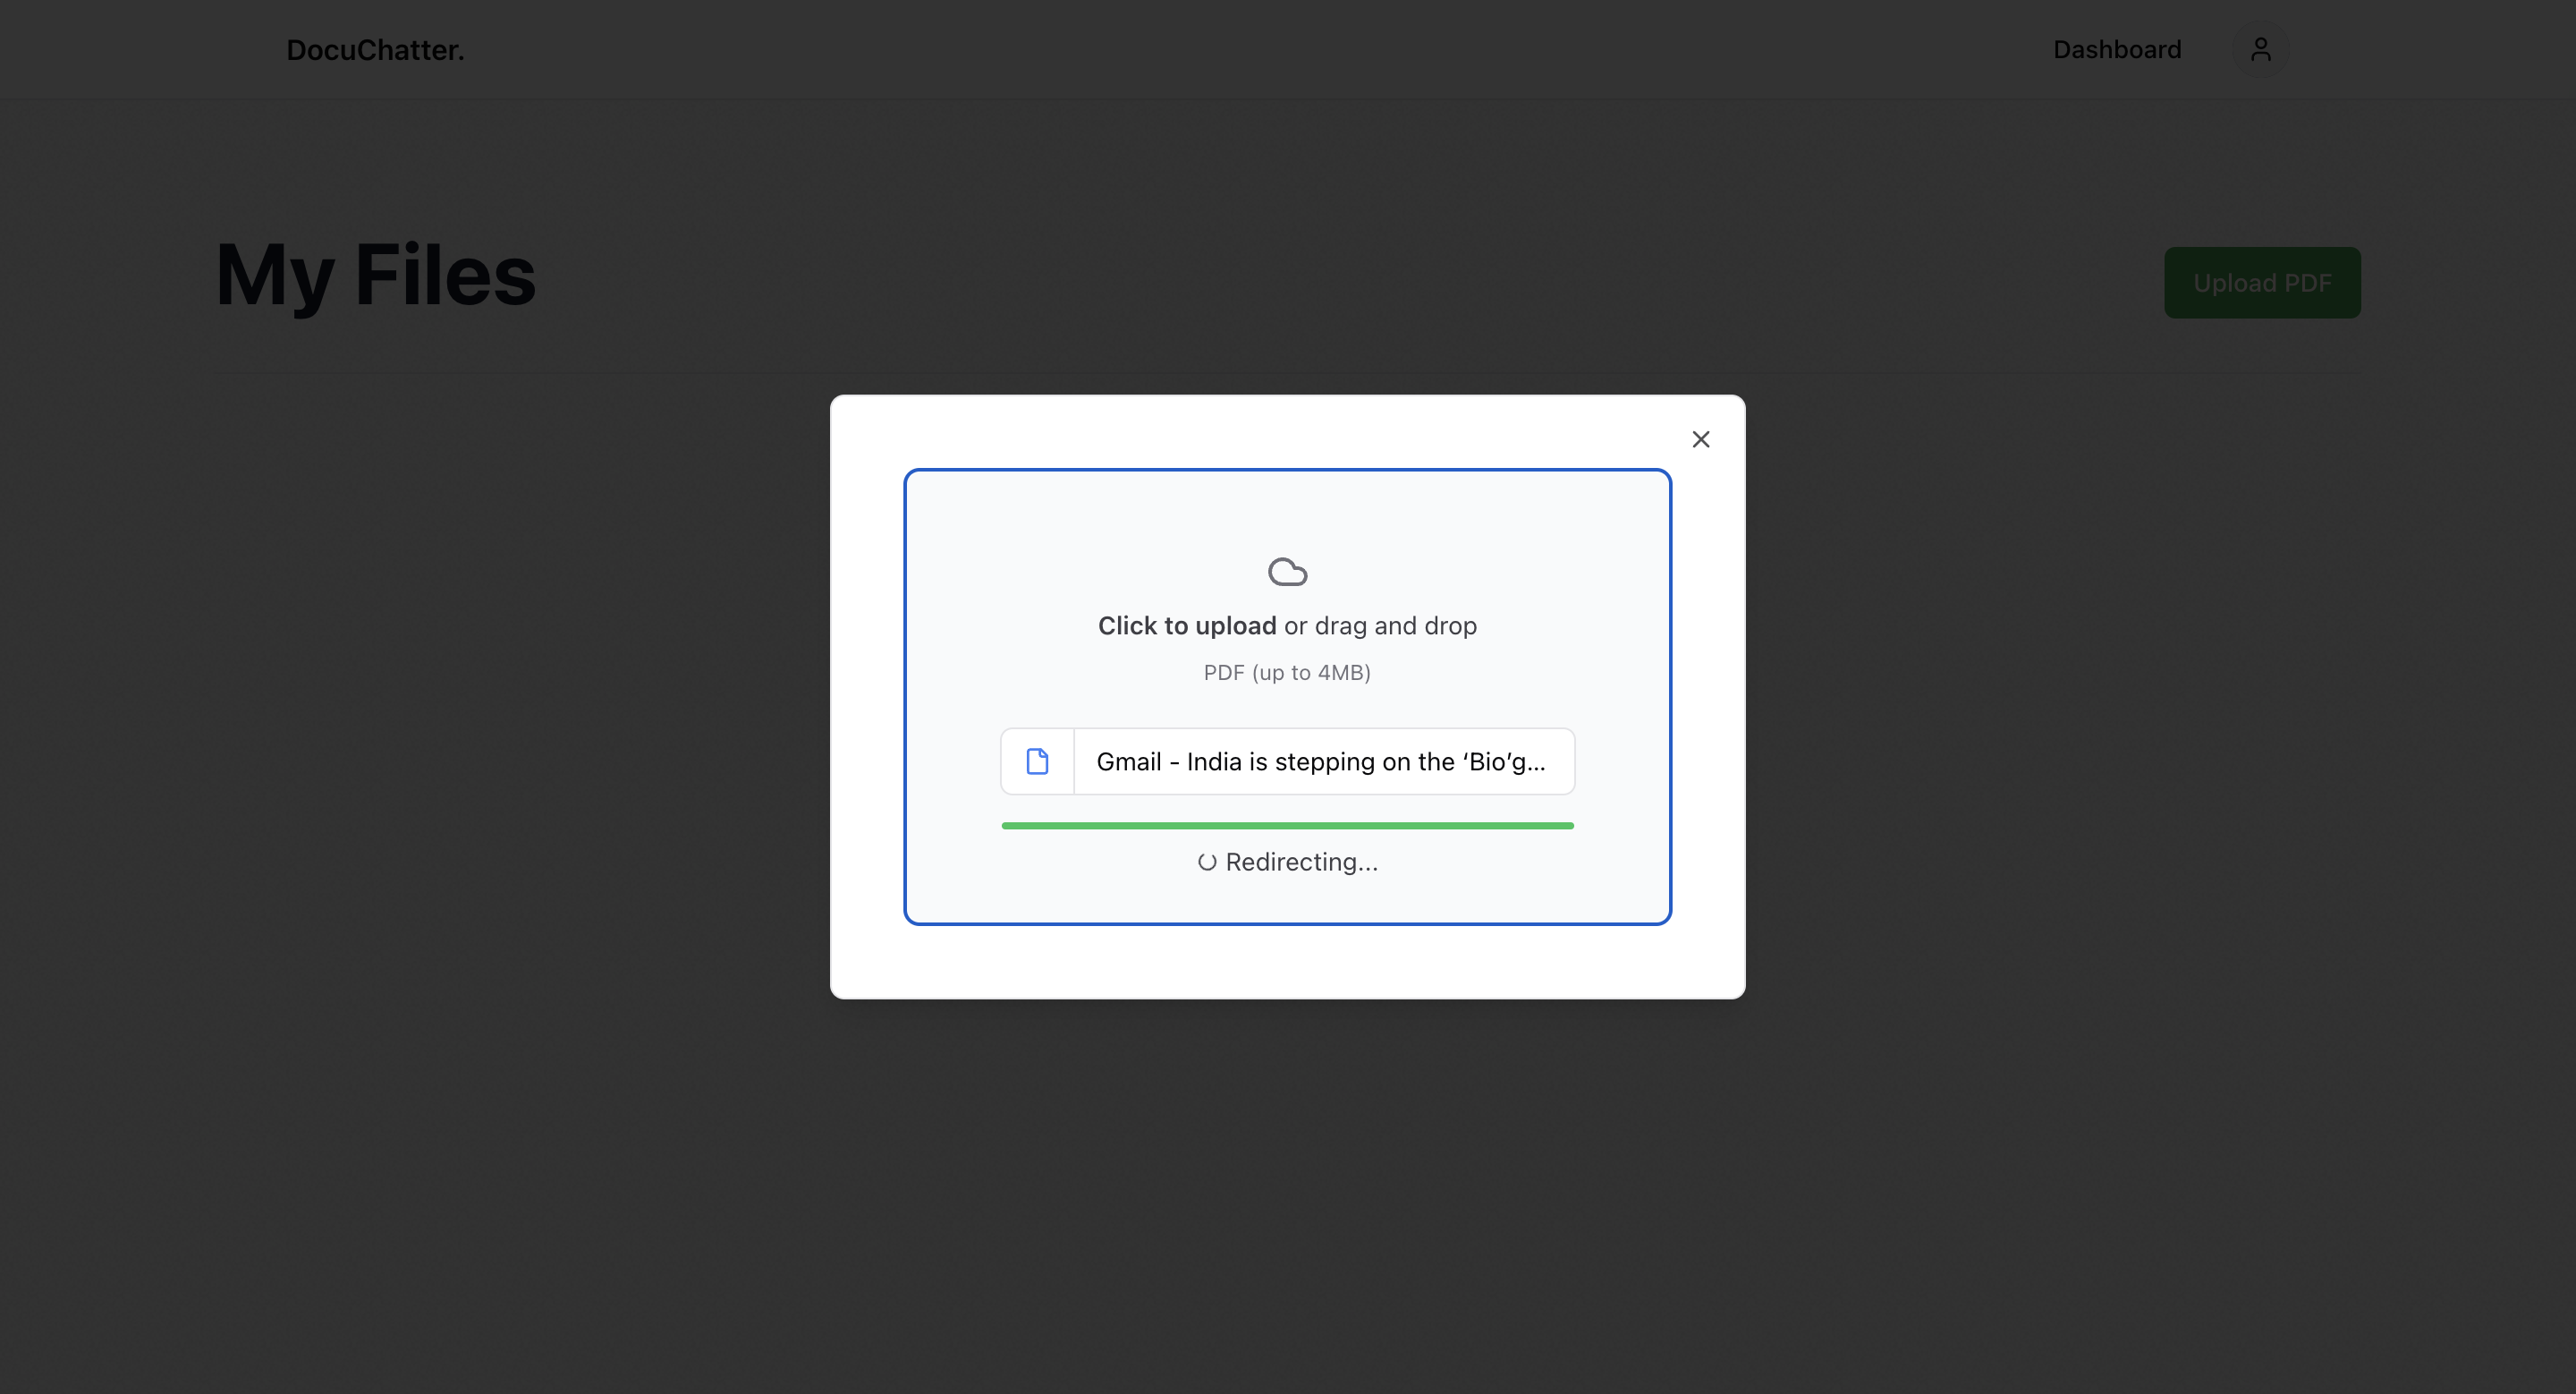 DocuChatter.
Dashboard
My Files
Upload PDF
Click to upload or drag and drop
PDF (up to 4MB)
Gmail - India is stepping on the ‘Bio’g...
Redirecting...